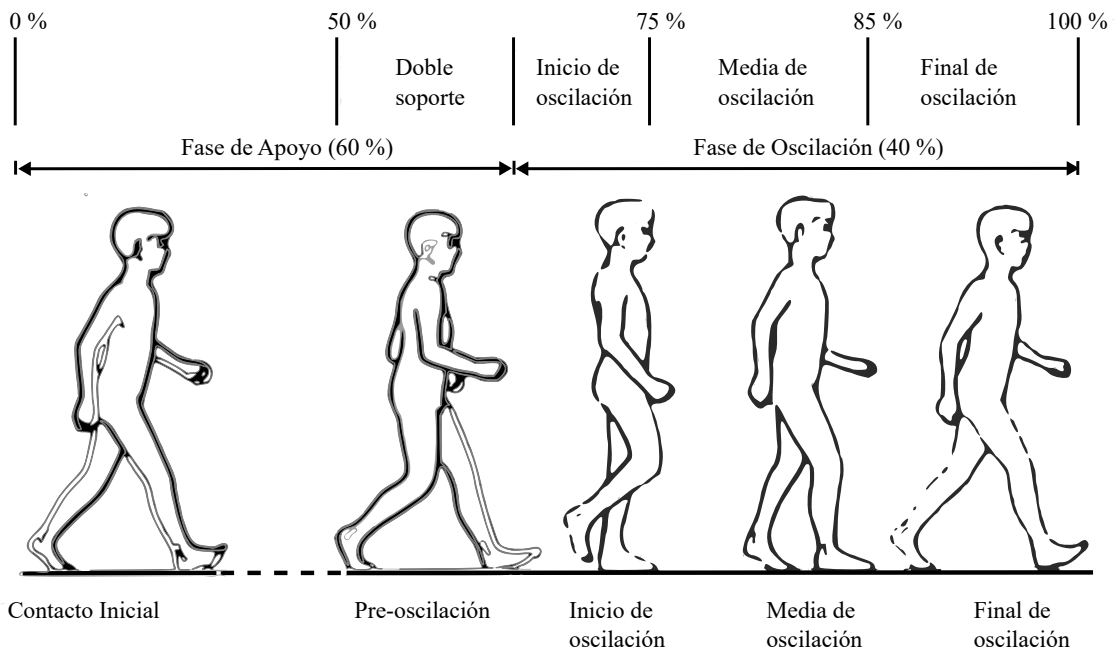 0 %
50 %
75 %
85 %
100 %
Doble
soporte
Inicio de
oscilación
Media de
oscilación
Final de
oscilación
Fase de Apoyo (60 %)
Fase de Oscilación (40 %)
Contacto Inicial
Pre-oscilación
Inicio de
oscilación
Media de
oscilación
Final de
oscilación